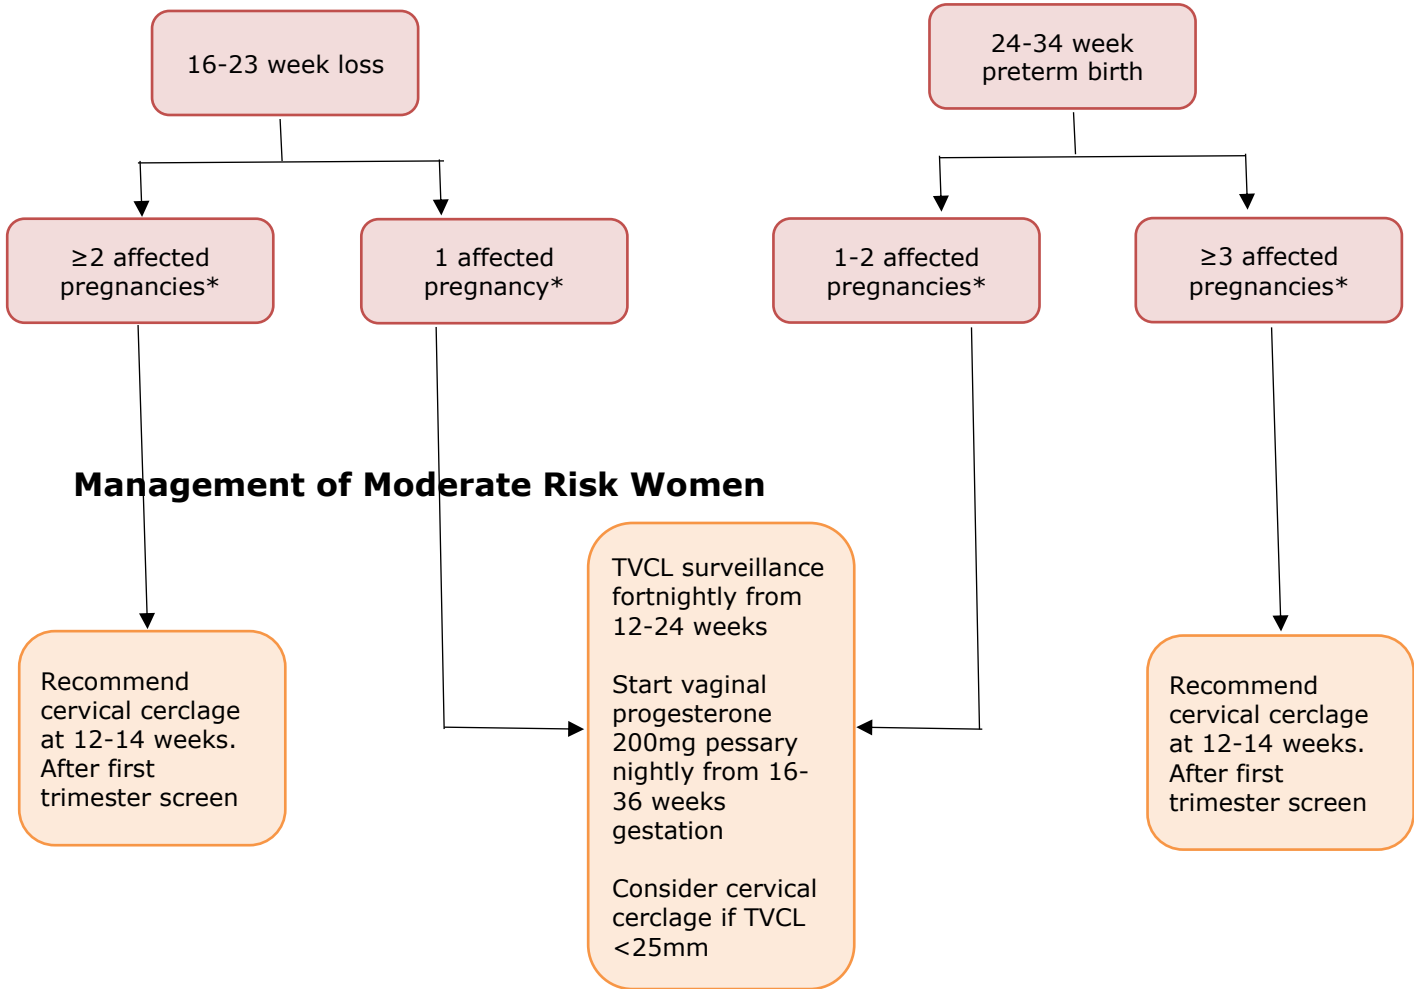 16-23 week loss
24-34 week
preterm birth
≥2 affected
pregnancies*
1 affected
pregnancy*
1-2 affected
pregnancies*
≥3 affected
pregnancies*
Management of Moderate Risk Women
Recommend
cervical cerclage
at 12-14 weeks.
After first
trimester screen
TVCL surveillance
fortnightly from
12-24 weeks
Start vaginal
progesterone
200mg pessary
nightly from 16-
36 weeks
gestation
Consider cervical
cerclage if TVCL
<25mm
Recommend
cervical cerclage
at 12-14 weeks.
After first
trimester screen